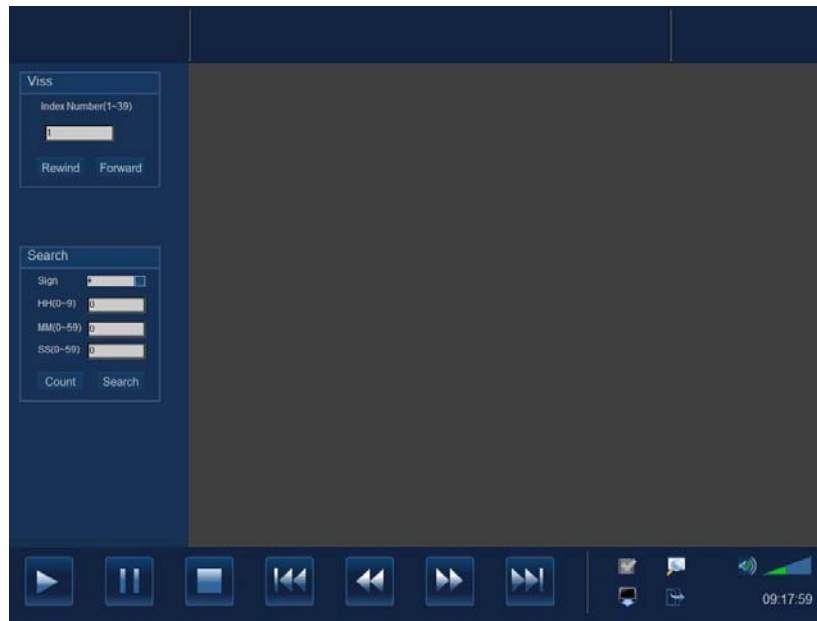 Viss
Index Number(1~39)
1
Rewind Forward
Search
Sign +
HH(0~9) 0
MM(0~59) 0
SS(0~59) 0
Count Search
09:17:59